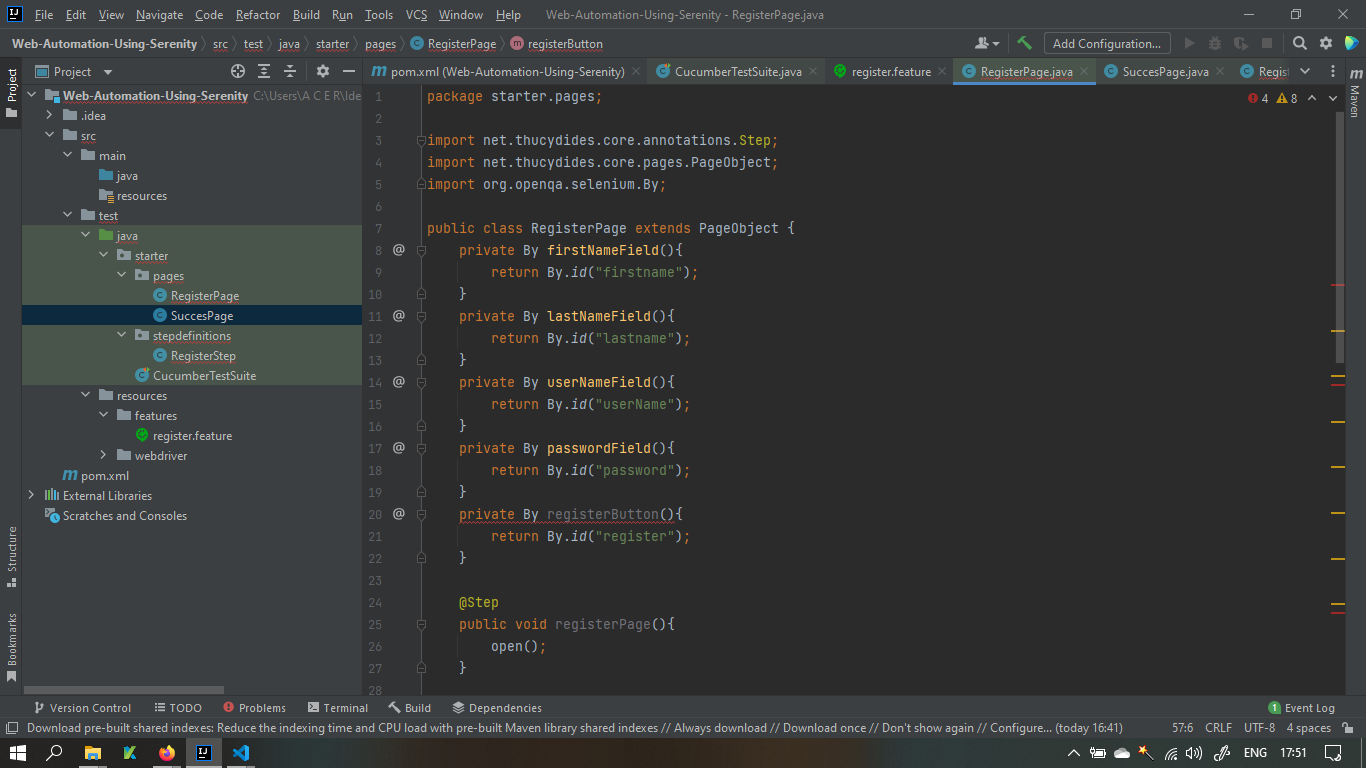 File Edit View Navigate Code Refactor Build Run Tools VCS Window Help Web-Automation-Using-Serenity - RegisterPage.java
Web-Automation-Using-Serenity src test java starter pages RegisterPage registerButton Add Configuration...
Project
pom.xml (Web-Automation-Using-Serenity) CucumberTestSuite.java register.feature RegisterPage.java SuccesPage.java Regist
Web-Automation-Using-Serenity C:\Users\A C E R\Ide
.idea
src
main
java
resources
test
java
starter
pages
RegisterPage
SuccesPage
stepdefinitions
RegisterStep
CucumberTestSuite
resources
features
register.feature
webdriver
pom.xml
External Libraries
Scratches and Consoles
Project
Structure
Bookmarks
4 8
1 package starter.pages;
2
3 import net.thucydides.core.annotations.Step;
4 import net.thucydides.core.pages.PageObject;
5 import org.openqa.selenium.By;
6
7 public class RegisterPage extends PageObject {
8 @ private By firstNameField(){
9 return By.id("firstname");
10 }
11 @ private By lastNameField(){
12 return By.id("lastname");
13 }
14 @ private By userNameField(){
15 return By.id("userName");
16 }
17 @ private By passwordField(){
18 return By.id("password");
19 }
20 @ private By registerButton(){
21 return By.id("register");
22 }
23
24 @Step
25 public void registerPage(){
26 open();
27 }
28
Maven
Version Control TODO Problems Terminal Build Dependencies 1 Event Log
Download pre-built shared indexes: Reduce the indexing time and CPU load with pre-built Maven library shared indexes // Always download // Download once // Don't show again // Configure... (today 16:41) 57:6 CRLF UTF-8 4 spaces
ENG 17:51